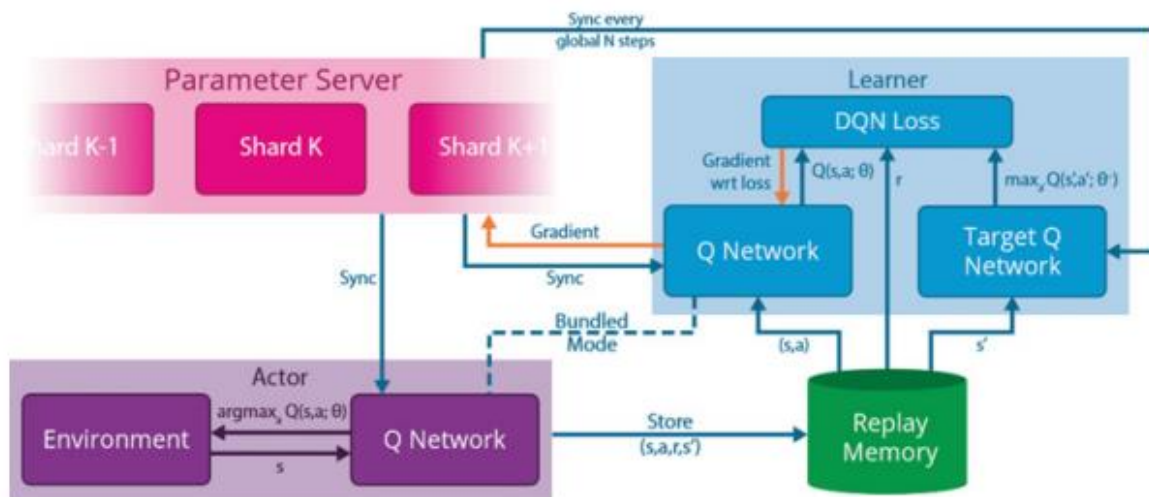 Sync every
global N steps
Parameter Server
Learner
hard K-1
Shard K
Shard K+1
DQN Loss
Gradient
wrt loss
Q(s,a; θ)
r
maxₐ′ Q(s′,a′; θ⁻)
Gradient
Q Network
Target Q
Network
Sync
Sync
Bundled
Mode
(s,a)
s′
Actor
Environment
argmaxₐ Q(s,a; θ)
s
Q Network
Store
(s,a,r,s′)
Replay
Memory